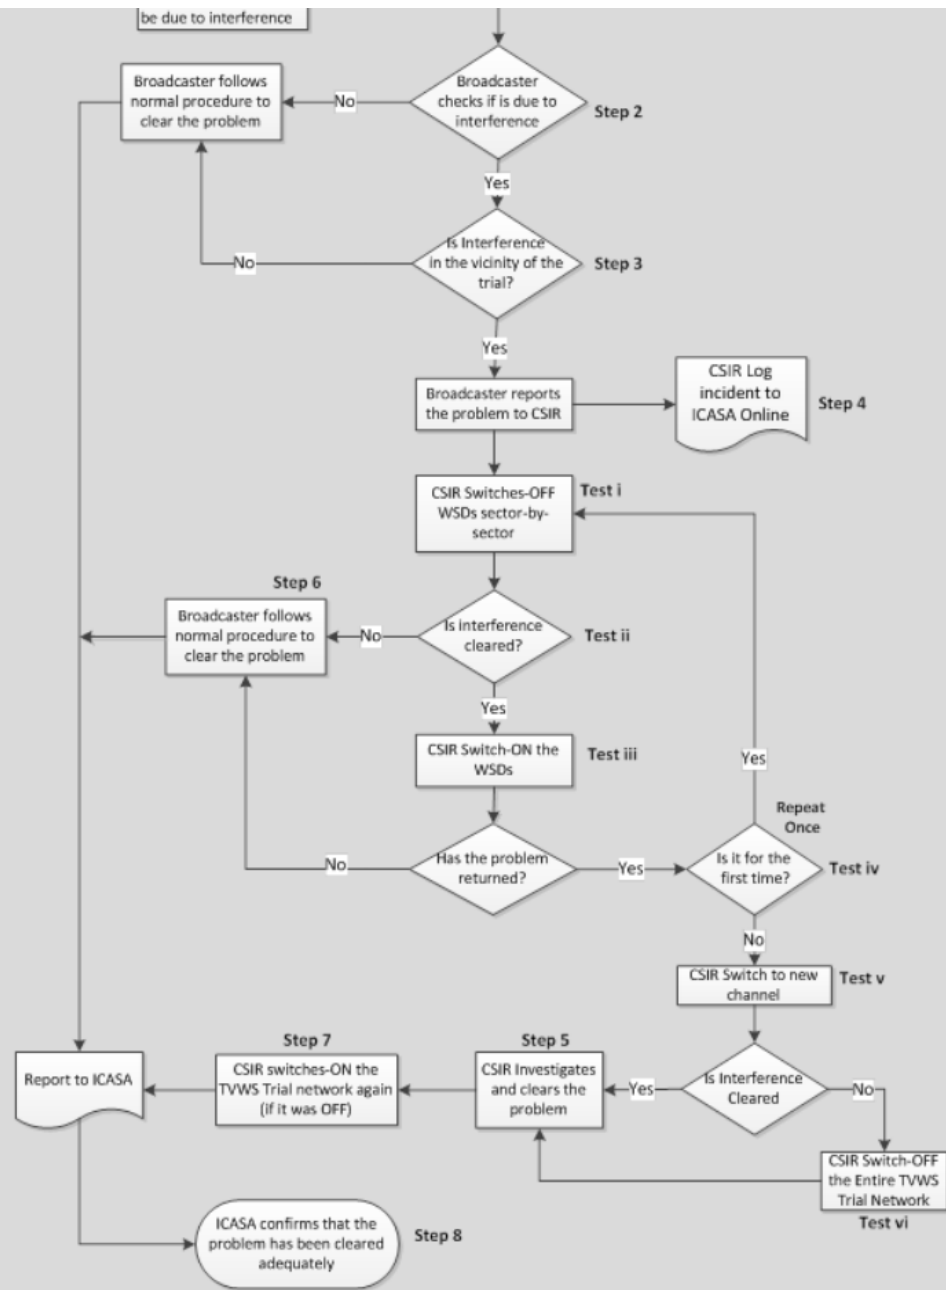 be due to interference
Broadcaster follows
normal procedure to
clear the problem
No
Broadcaster
checks if is due to
interference
Step 2
Yes
Is Interference
in the vicinity of the
trial?
Step 3
No
Yes
Broadcaster reports
the problem to CSIR
CSIR Log
incident to
ICASA Online
Step 4
CSIR Switches-OFF
WSDs sector-by-
sector
Test i
Step 6
Broadcaster follows
normal procedure to
clear the problem
No
Is interference
cleared?
Test ii
Yes
CSIR Switch-ON the
WSDs
Test iii
Yes
Repeat
Once
No
Has the problem
returned?
Yes
Is it for the
first time?
Test iv
No
CSIR Switch to new
channel
Test v
Report to ICASA
Step 7
CSIR switches-ON the
TVWS Trial network again
(if it was OFF)
Step 5
CSIR Investigates
and clears the
problem
Yes
Is Interference
Cleared
No
CSIR Switch-OFF
the Entire TVWS
Trial Network
Test vi
ICASA confirms that the
problem has been cleared
adequately
Step 8